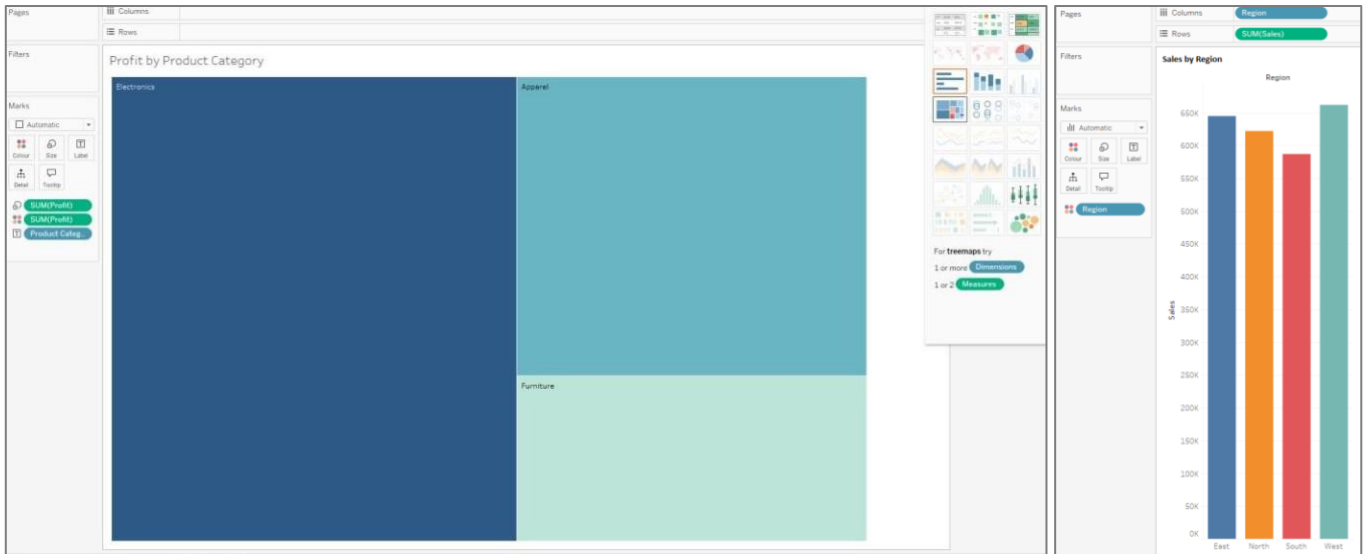 Pages
Columns
Rows
Filters
Profit by Product Category
Electronics
Apparel
Furniture
Marks
Automatic
Colour
Size
Label
Detail
Tooltip
SUM(Profit)
SUM(Profit)
Product Categ..
For treemaps try
1 or more Dimensions
1 or 2 Measures
Pages
Columns
Region
Rows
SUM(Sales)
Filters
Sales by Region
Region
Marks
Automatic
Colour
Size
Label
Detail
Tooltip
Region
Sales
650K
600K
550K
500K
450K
400K
350K
300K
250K
200K
150K
100K
50K
0K
East
North
South
West